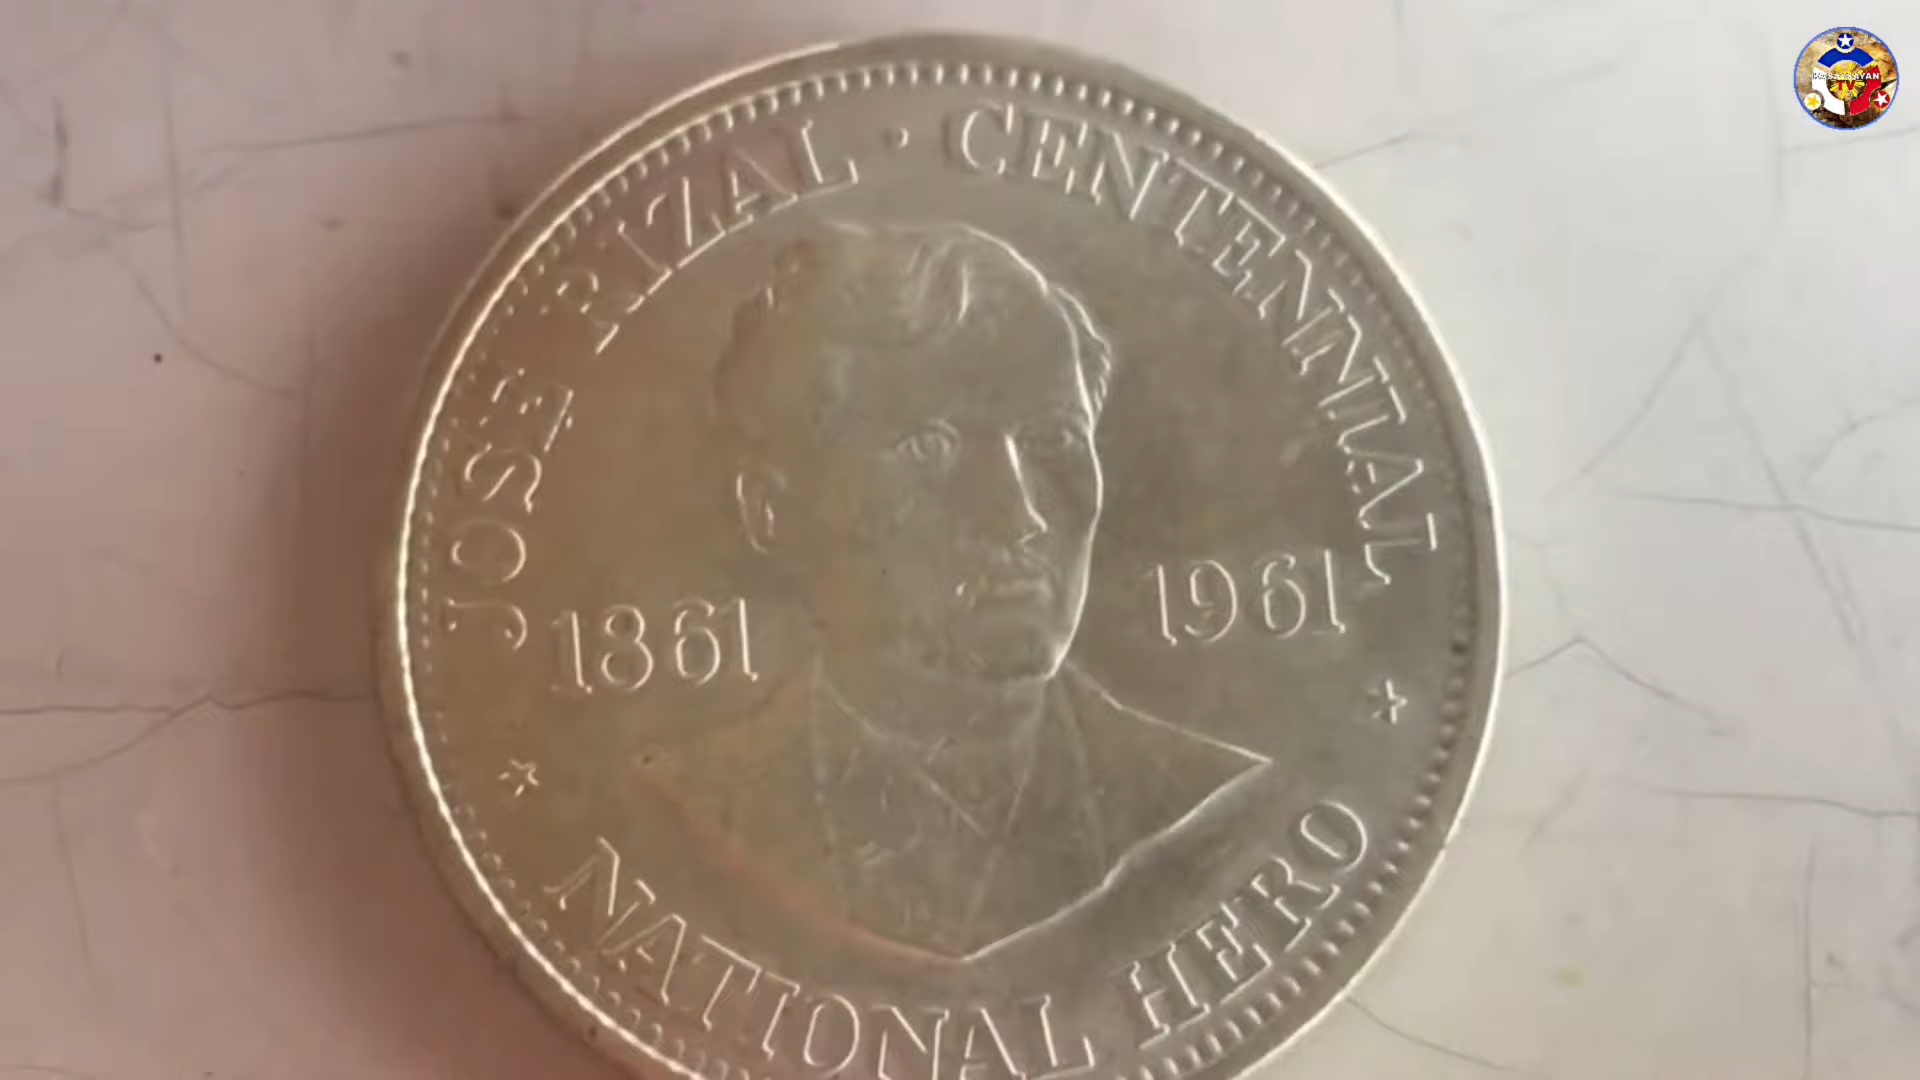 JOSE RIZAL · CENTENNIAL
1861
1961
NATIONAL HERO